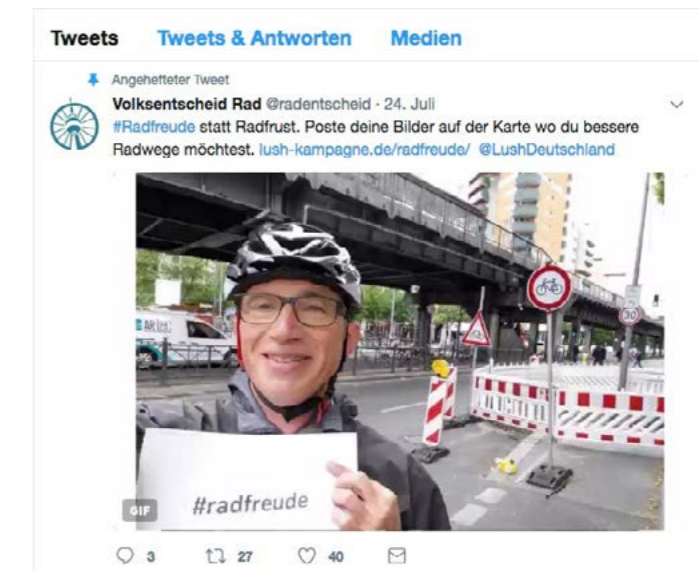 Tweets Tweets & Antworten Medien
Angehefteter Tweet
Volksentscheid Rad @radentscheid · 24. Juli
#Radfreude statt Radfrust. Poste deine Bilder auf der Karte wo du bessere
Radwege möchtest. lush-kampagne.de/radfreude/ @LushDeutschland
30
#radfreude
GIF
3 27 40